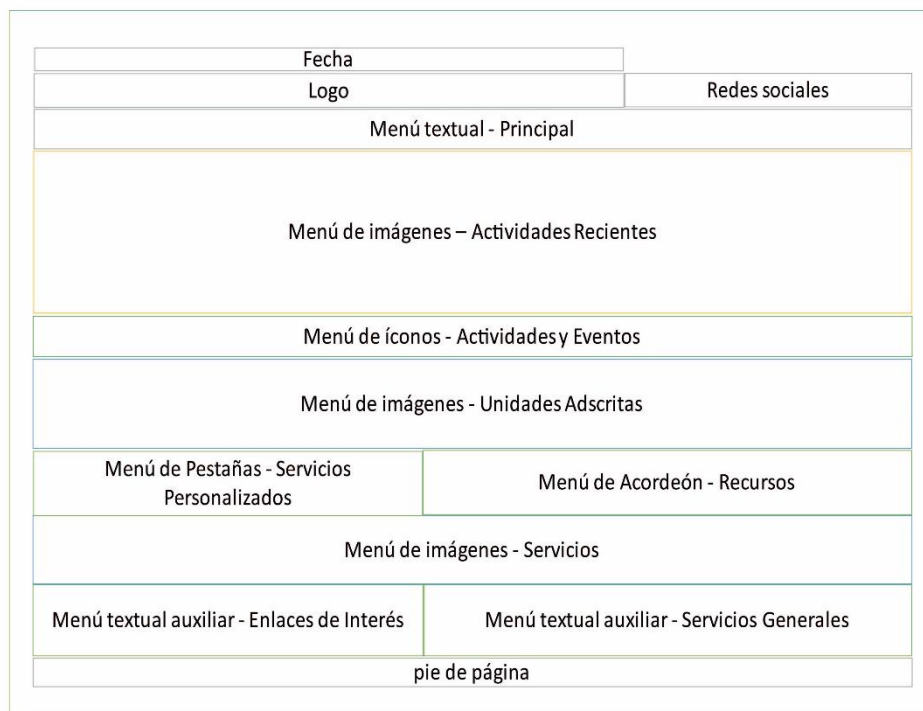 Fecha
Logo
Redes sociales
Menú textual - Principal
Menú de imágenes – Actividades Recientes
Menú de íconos - Actividades y Eventos
Menú de imágenes - Unidades Adscritas
Menú de Pestañas - Servicios
Personalizados
Menú de Acordeón - Recursos
Menú de imágenes - Servicios
Menú textual auxiliar - Enlaces de Interés
Menú textual auxiliar - Servicios Generales
pie de página